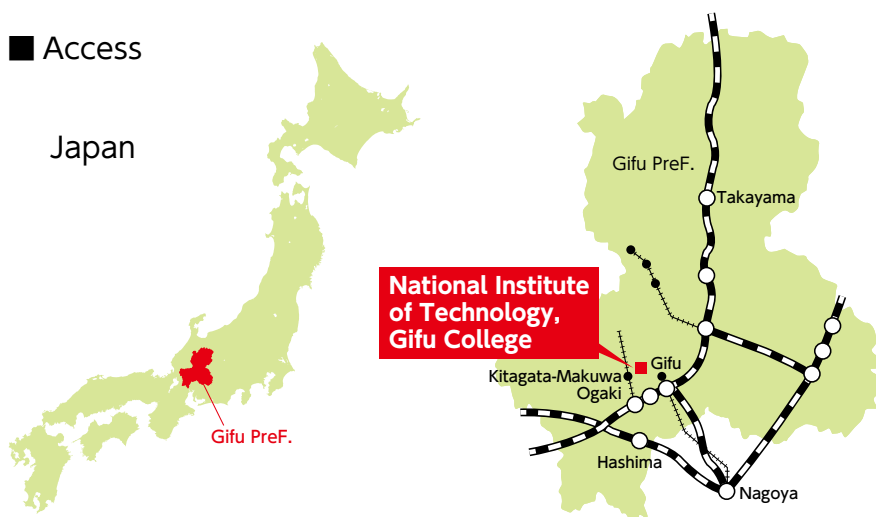 ■ Access
Japan
Gifu PreF.
Gifu PreF.
Takayama
National Institute
of Technology,
Gifu College
Gifu
Kitagata-Makuwa
Ogaki
Hashima
Nagoya